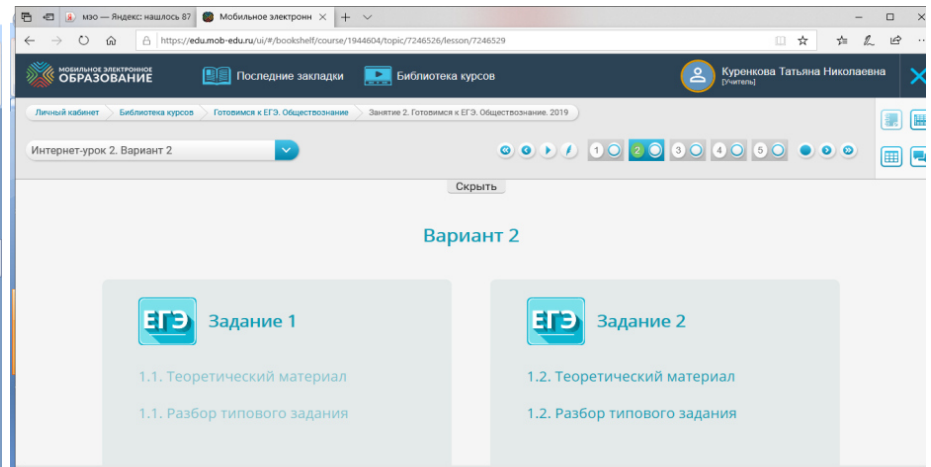 мэо — Яндекс: нашлось 87
Мобильное электронн
https://edu.mob-edu.ru/ui/#/bookshelf/course/1944604/topic/7246526/lesson/7246529
МОБИЛЬНОЕ ЭЛЕКТРОННОЕ
ОБРАЗОВАНИЕ
Последние закладки
Библиотека курсов
Куренкова Татьяна Николаевна
[Учитель]
Личный кабинет
Библиотека курсов
Готовимся к ЕГЭ. Обществознание
Занятие 2. Готовимся к ЕГЭ. Обществознание. 2019
Интернет-урок 2. Вариант 2
1 2 3 4 5
Скрыть
Вариант 2
ЕГЭ Задание 1
1.1. Теоретический материал
1.1. Разбор типового задания
ЕГЭ Задание 2
1.2. Теоретический материал
1.2. Разбор типового задания